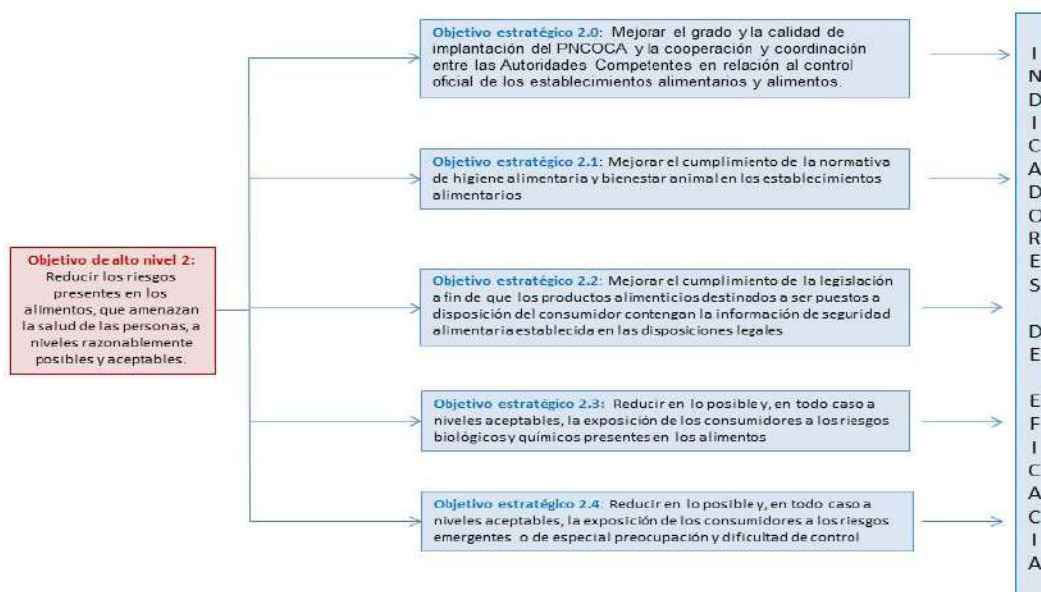 Objetivo de alto nivel 2:
Reducir los riesgos
presentes en los
alimentos, que amenazan
la salud de las personas, a
niveles razonablemente
posibles y aceptables.
Objetivo estratégico 2.0: Mejorar el grado y la calidad de
implantación del PNCOCA y la cooperación y coordinación
entre las Autoridades Competentes en relación al control
oficial de los establecimientos alimentarios y alimentos.
Objetivo estratégico 2.1: Mejorar el cumplimiento de la normativa
de higiene alimentaria y bienestar animal en los establecimientos
alimentarios
Objetivo estratégico 2.2: Mejorar el cumplimiento de la legislación
a fin de que los productos alimenticios destinados a ser puestos a
disposición del consumidor contengan la información de seguridad
alimentaria establecida en las disposiciones legales
Objetivo estratégico 2.3: Reducir en lo posible y, en todo caso a
niveles aceptables, la exposición de los consumidores a los riesgos
biológicos y químicos presentes en los alimentos
Objetivo estratégico 2.4: Reducir en lo posible y, en todo caso a
niveles aceptables, la exposición de los consumidores a los riesgos
emergentes o de especial preocupación y dificultad de control
INDICADORES DE EFICACIA